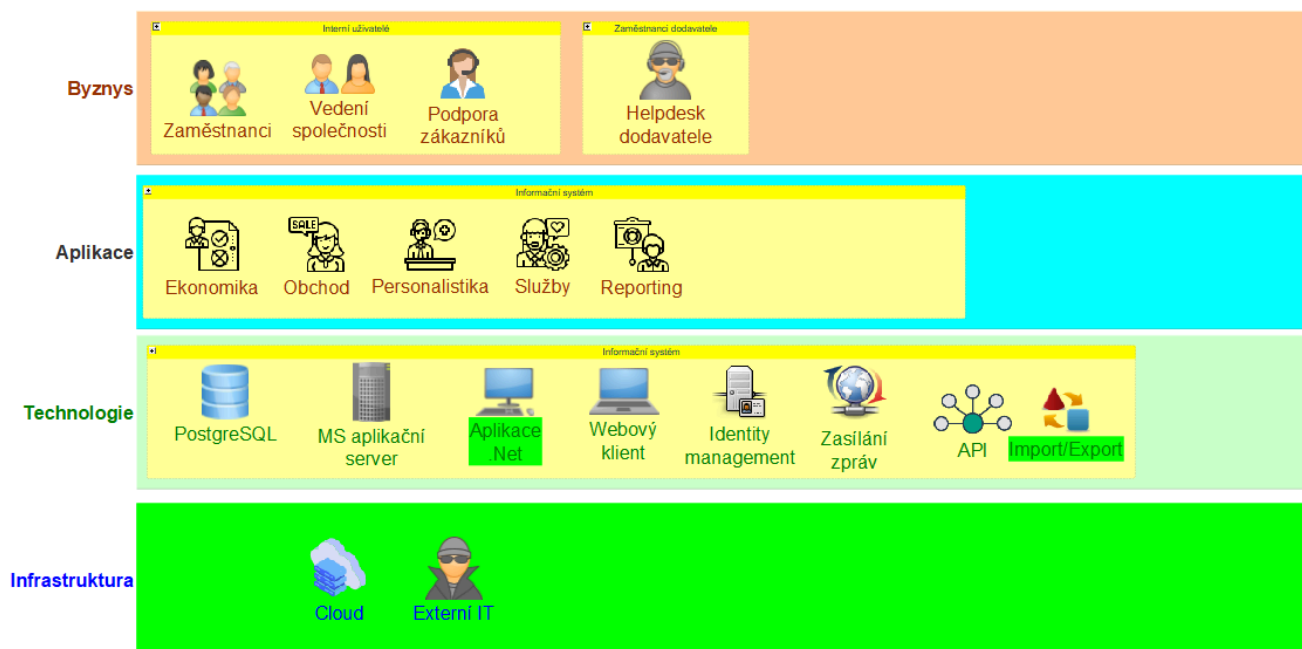 Interní uživatelé
Zaměstnanci dodavatele
Byznys
Zaměstnanci
Vedení
společnosti
Podpora
zákazníků
Helpdesk
dodavatele
Informační systém
Aplikace
Ekonomika
Obchod
Personalistika
SALE
Služby
Reporting
Informační systém
Technologie
PostgreSQL
MS aplikační
server
Aplikace
.Net
Webový
klient
Identity
management
Zasílání
zpráv
API
Import/Export
Infrastruktura
Cloud
Externí IT